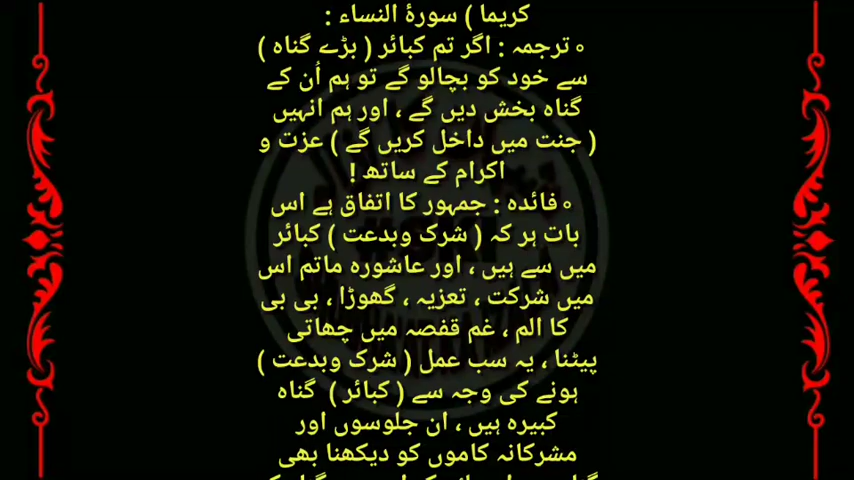 کریما ) سورۂ النساء :
॰ ترجمہ : اگر تم کبائر ( بڑے گناہ )
سے خود کو بچالو گے تو ہم اُن کے
گناہ بخش دیں گے ، اور ہم انہیں
( جنت میں داخل کریں گے ) عزت و
اکرام کے ساتھ !
॰ فائدہ : جمہور کا اتفاق ہے اس
بات ہر کہ ( شرک وبدعت ) کبائر
میں سے ہیں ، اور عاشورہ ماتم اس
میں شرکت ، تعزیہ ، گھوڑا ، بی بی
کا الم ، غم قفصہ میں چھاتی
پیٹنا ، یہ سب عمل ( شرک وبدعت )
ہونے کی وجہ سے ( کبائر ) گناہ
کبیرہ ہیں ، ان جلوسوں اور
مشرکانہ کاموں کو دیکھنا بھی